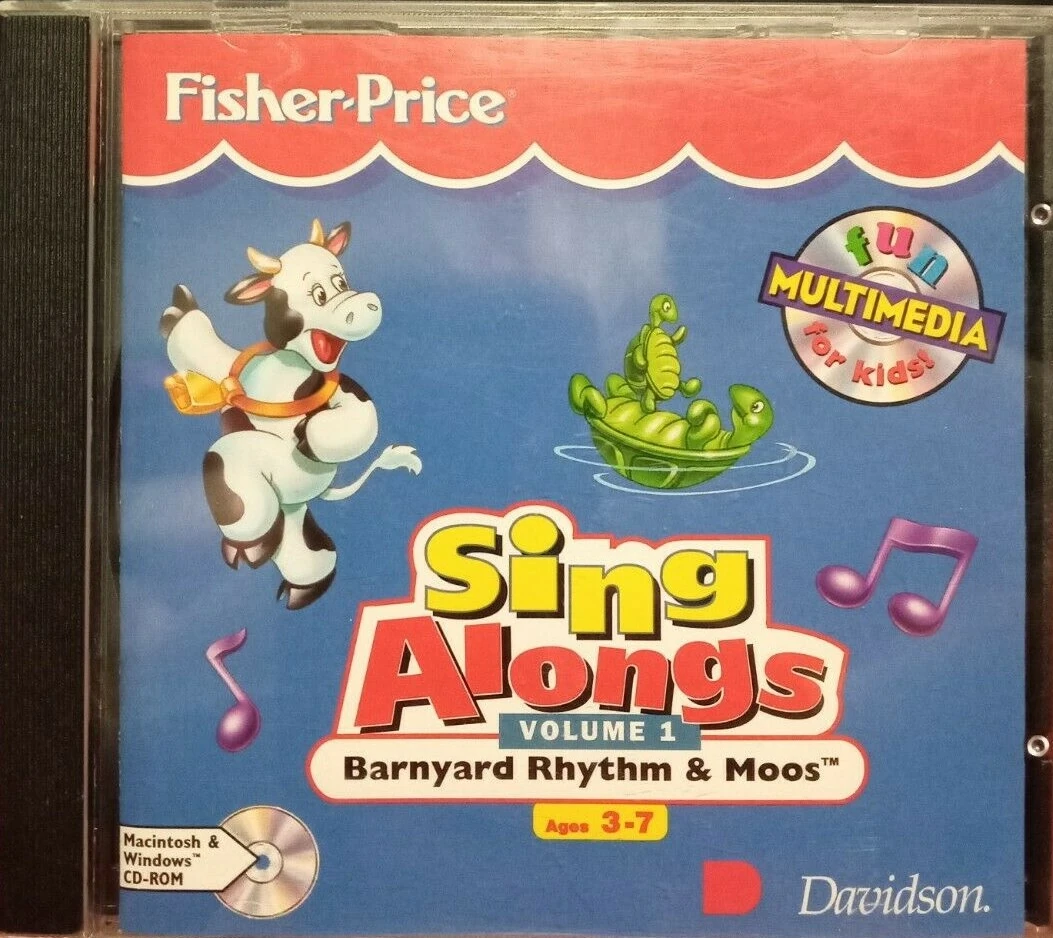 Fisher-Price®
fun
MULTIMEDIA
for kids!
Sing
Alongs
VOLUME 1
Barnyard Rhythm & Moos™
Ages 3-7
Macintosh &
Windows™
CD-ROM
Davidson.